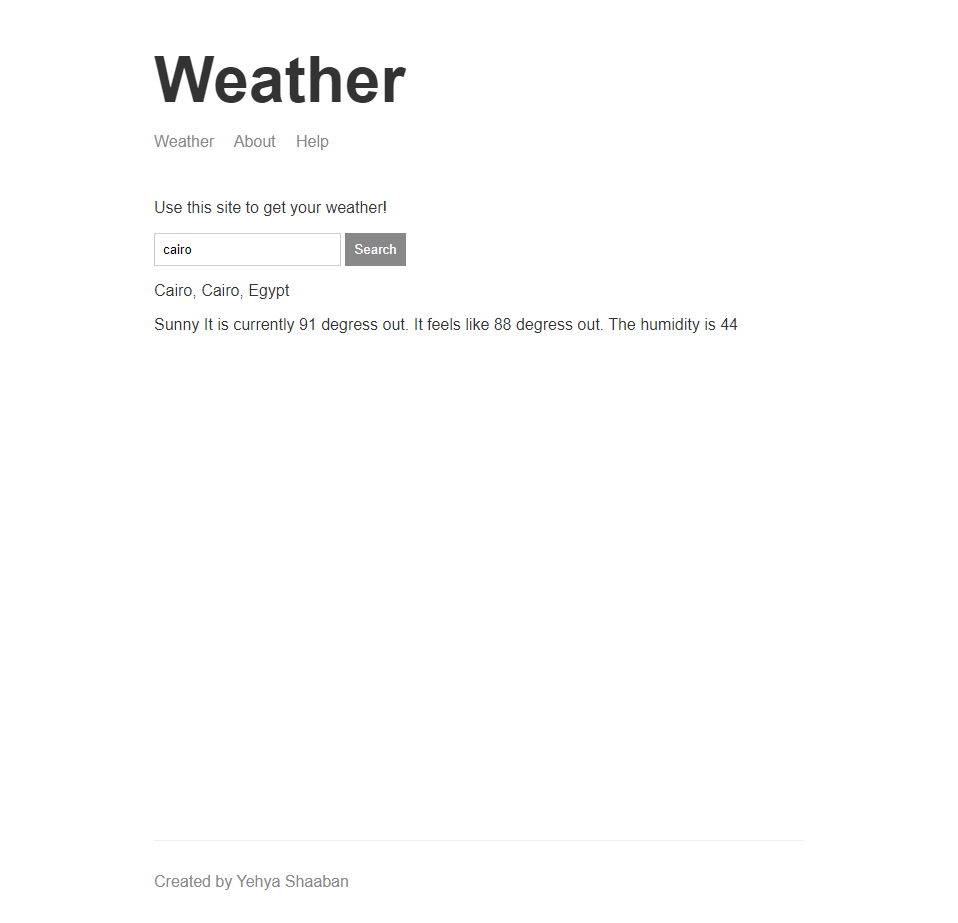 Weather
Weather About Help
Use this site to get your weather!
cairo Search
Cairo, Cairo, Egypt
Sunny It is currently 91 degress out. It feels like 88 degress out. The humidity is 44
Created by Yehya Shaaban